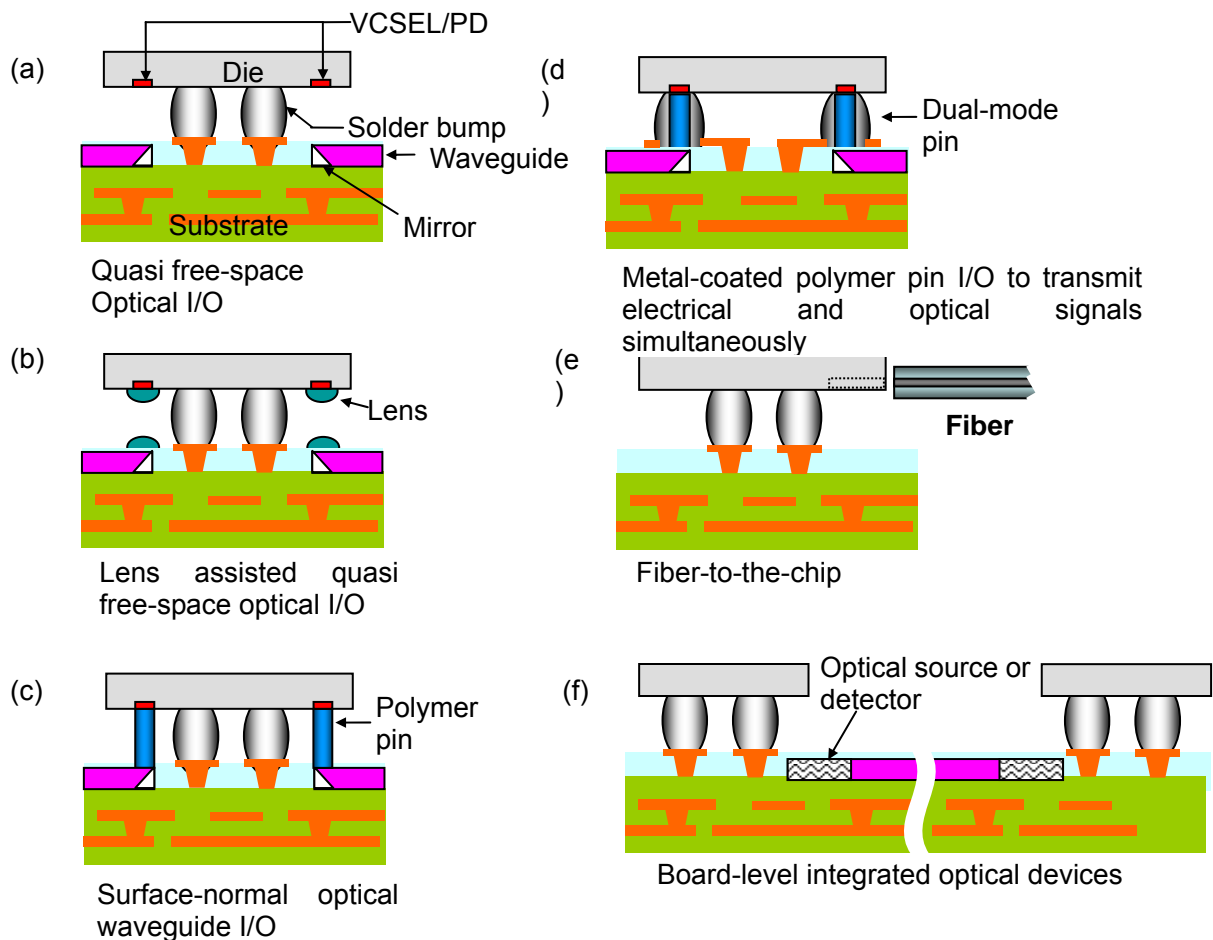 VCSEL/PD
(a)
Die
Solder bump
Waveguide
Substrate
Mirror
Quasi free-space
Optical I/O
(b)
Lens
Lens assisted quasi
free-space optical I/O
(c)
Polymer
pin
Surface-normal optical
waveguide I/O
(d
)
Dual-mode
pin
Metal-coated polymer pin I/O to transmit
electrical and optical signals
simultaneously
(e
)
Fiber
Fiber-to-the-chip
(f)
Optical source or
detector
Board-level integrated optical devices